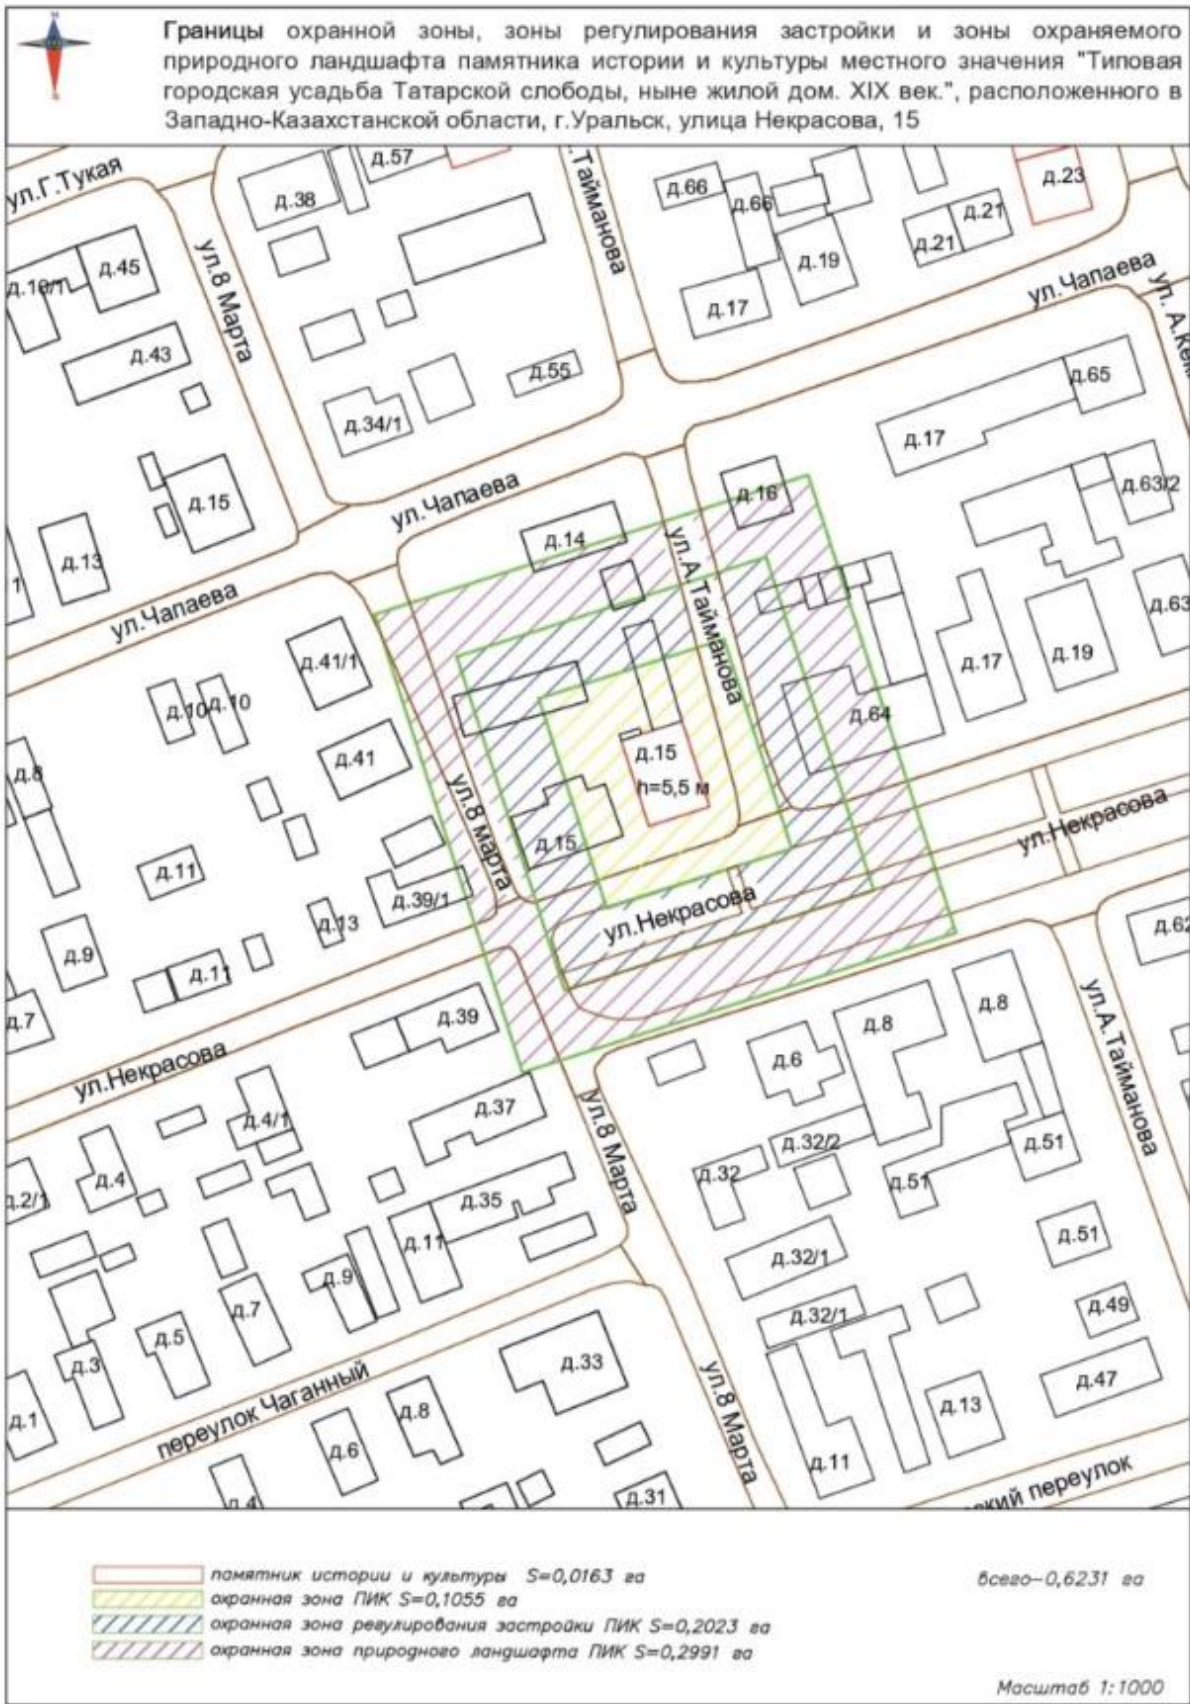 Границы охранной зоны, зоны регулирования застройки и зоны охраняемого
природного ландшафта памятника истории и культуры местного значения "Типовая
городская усадьба Татарской слободы, ныне жилой дом. XIX век.", расположенного в
Западно-Казахстанской области, г.Уральск, улица Некрасова, 15
ул.Г.Тукая
д.57
д.38
д.66
д.66
д.23
д.21
д.21
д.19
д.17
.Тайманова
ул.Чапаева
д.10/1
д.45
ул.8 Марта
д.43
д.55
д.34/1
д.65
д.17
д.63/2
д.15
ул.Чапаева
д.16
д.14
д.13
1
ул.Чапаева
ул.А.Тайманова
д.63
д.19
д.17
д.41/1
д.10
д.10
д.64
д.41
д.8
д.15
h=5,5 м
ул.8 марта
д.15
ул.Некрасова
д.11
д.39/1
д.13
ул.Некрасова
д.62
д.9
д.11
д.7
д.39
д.8
д.8
ул.А.Тайманова
д.6
ул.Некрасова
д.37
ул.8 Марта
д.4/1
д.32/2
д.51
д.32
д.51
д.4
д.2/1
д.35
д.11
д.51
д.32/1
д.9
д.7
д.32/1
д.49
д.5
д.3
д.33
д.47
д.1
переулок Чаганный
д.8
ул.8 Марта
д.13
д.6
д.11
д.4
д.31
ский переулок
памятник истории и культуры S=0,0163 га
всего-0,6231 га
охранная зона ПИК S=0,1055 га
охранная зона регулирования застройки ПИК S=0,2023 га
охранная зона природного ландшафта ПИК S=0,2991 га
Масштаб 1:1000